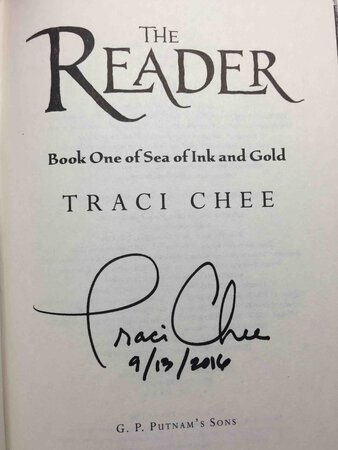 THE
READER
Book One of Sea of Ink and Gold
TRACI CHEE
Traci Chee
9/13/2016
G. P. PUTNAM'S SONS